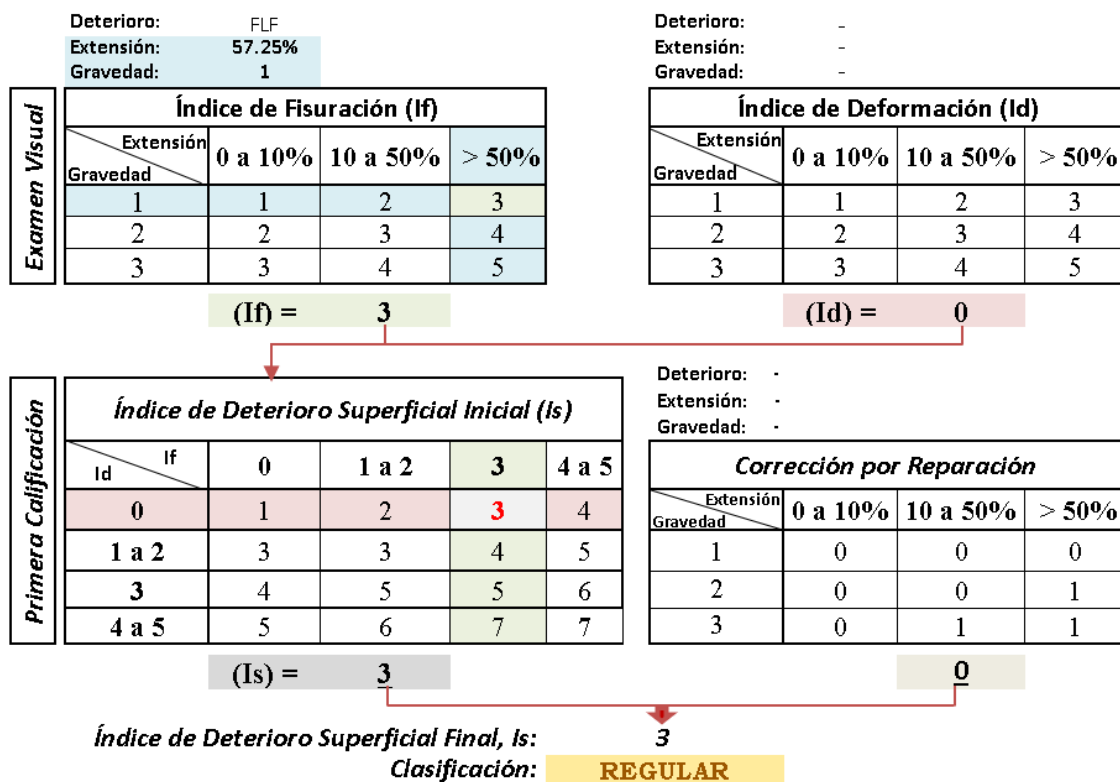 Deterioro: FLF
Extensión: 57.25%
Gravedad: 1
Deterioro: -
Extensión: -
Gravedad: -
Examen Visual
Índice de Fisuración (If)
Extensión
Gravedad
0 a 10% 10 a 50% > 50%
1 1 2 3
2 2 3 4
3 3 4 5
(If) = 3
Índice de Deformación (Id)
Extensión
Gravedad
0 a 10% 10 a 50% > 50%
1 1 2 3
2 2 3 4
3 3 4 5
(Id) = 0
Primera Calificación
Índice de Deterioro Superficial Inicial (Is)
If
Id
0 1 a 2 3 4 a 5
0 1 2 3 4
1 a 2 3 3 4 5
3 4 5 5 6
4 a 5 5 6 7 7
(Is) = 3
Deterioro: -
Extensión: -
Gravedad: -
Corrección por Reparación
Extensión
Gravedad
0 a 10% 10 a 50% > 50%
1 0 0 0
2 0 0 1
3 0 1 1
0
Índice de Deterioro Superficial Final, Is: 3
Clasificación: REGULAR